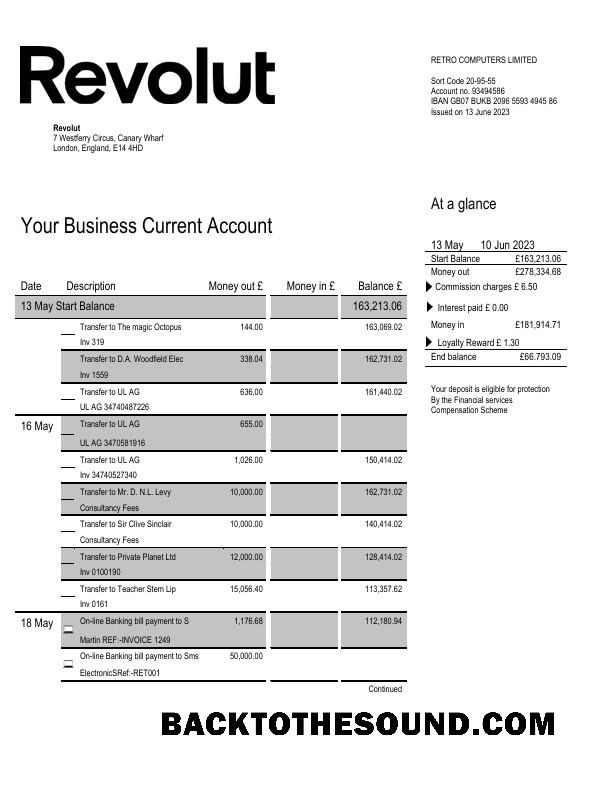 Revolut
RETRO COMPUTERS LIMITED
Sort Code 20-95-55
Account no. 93494586
IBAN GB07 BUKB 2096 5593 4945 86
Issued on 13 June 2023
Revolut
7 Westferry Circus, Canary Wharf
London, England, E14 4HD
At a glance
Your Business Current Account
13 May 10 Jun 2023
Start Balance £163,213.06
Money out £278,334.68
Commission charges £ 6.50
Interest paid £ 0.00
Money in £181,914.71
Loyalty Reward £ 1.30
End balance £66.793.09
Your deposit is eligible for protection
By the Financial services
Compensation Scheme
Date Description Money out £ Money in £ Balance £
13 May Start Balance 163,213.06
Transfer to The magic Octopus 144.00 163,069.02
Inv 319
Transfer to D.A. Woodfield Elec 338.04 162,731.02
Inv 1559
Transfer to UL AG 636.00 161,440.02
UL AG 34740487226
16 May Transfer to UL AG 655.00
UL AG 3470581916
Transfer to UL AG 1,026.00 150,414.02
Inv 34740527340
Transfer to Mr. D. N.L. Levy 10,000.00 162,731.02
Consultancy Fees
Transfer to Sir Clive Sinclair 10,000.00 140,414.02
Consultancy Fees
Transfer to Private Planet Ltd 12,000.00 128,414.02
Inv 0100190
Transfer to Teacher Stem Lip 15,056.40 113,357.62
Inv 0161
18 May On-line Banking bill payment to S 1,176.68 112,180.94
Martin REF:-INVOICE 1249
On-line Banking bill payment to Sms 50,000.00
ElectronicSRef:-RET001
Continued
BACKTOTHESOUND.COM